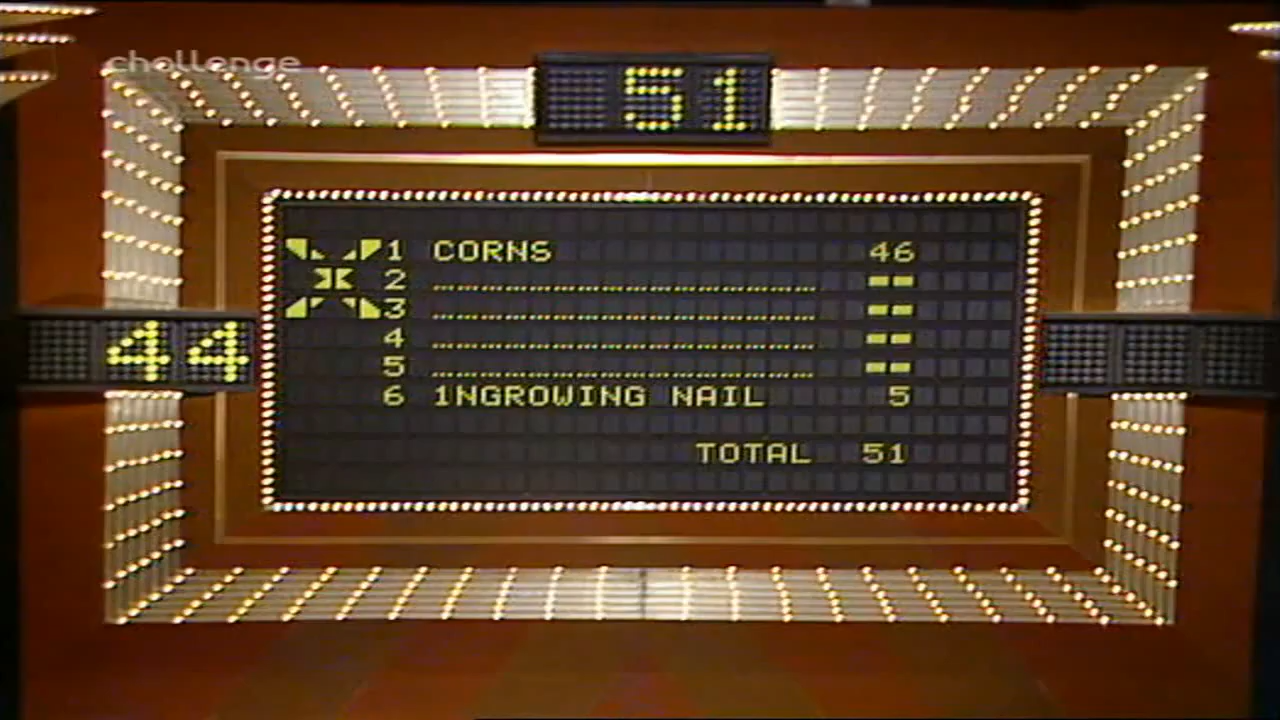 challenge
51
1 CORNS 46
2 ........................................ --
3 ........................................ --
44
4 ........................................ --
5 ........................................ --
6 1NGROWING NAIL 5
TOTAL 51